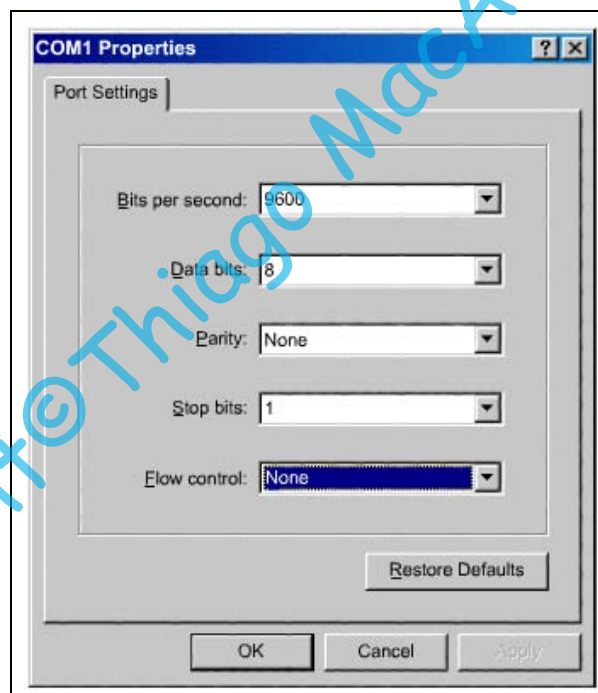 COM1 Properties
Port Settings
Bits per second: 9600
Data bits: 8
Parity: None
Stop bits: 1
Flow control: None
Restore Defaults
OK Cancel Apply
©Thiago